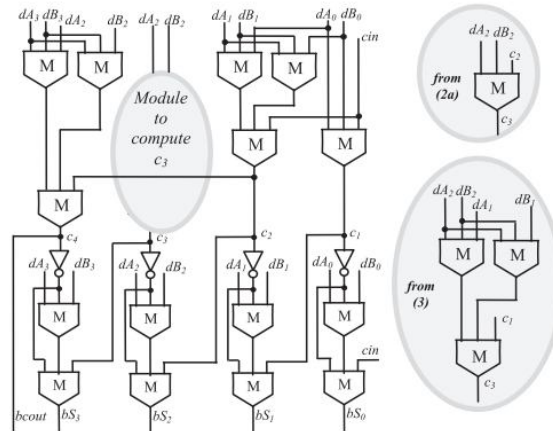 dA3 dB3 dA2 dB2 dA2 dB2 dA1 dB1 dA0 dB0
cin
M M M M
Module
to
compute
c3
M M
M
c4 c3 c2 c1
dA3 dB3 dA2 dB2 dA1 dB1 dA0 dB0
M M M M
cin
M M M M
bcout bS3 bS2 bS1 bS0
dA2 dB2 c2
from
(2a)
M
c3
dA2 dB2 dA1 dB1
M M
from
(3)
c1
M
c3